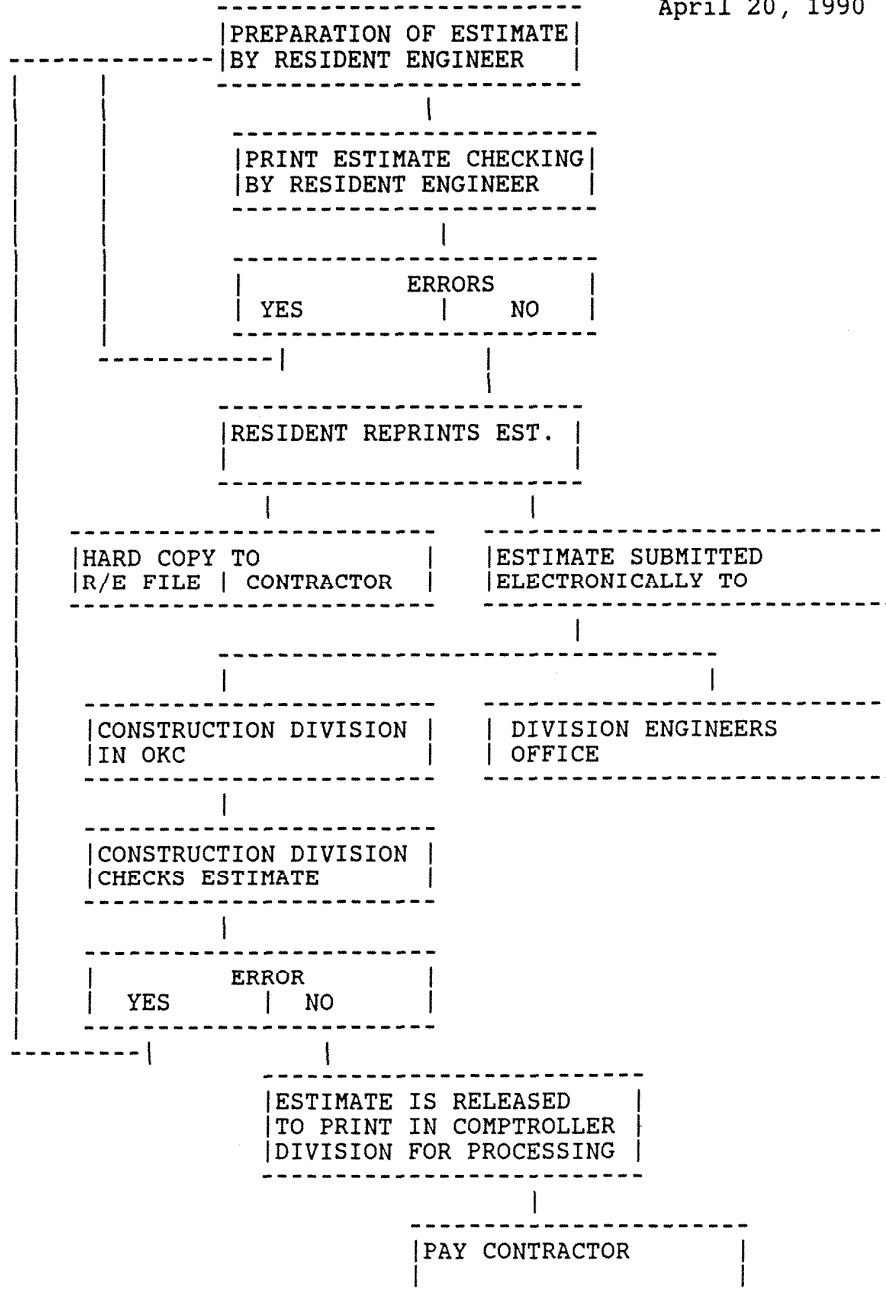 April 20, 1990
PREPARATION OF ESTIMATE
BY RESIDENT ENGINEER
PRINT ESTIMATE CHECKING
BY RESIDENT ENGINEER
ERRORS
YES | NO
RESIDENT REPRINTS EST.
HARD COPY TO
R/E FILE | CONTRACTOR
ESTIMATE SUBMITTED
ELECTRONICALLY TO
CONSTRUCTION DIVISION
IN OKC
DIVISION ENGINEERS
OFFICE
CONSTRUCTION DIVISION
CHECKS ESTIMATE
ERROR
YES | NO
ESTIMATE IS RELEASED
TO PRINT IN COMPTROLLER
DIVISION FOR PROCESSING
PAY CONTRACTOR